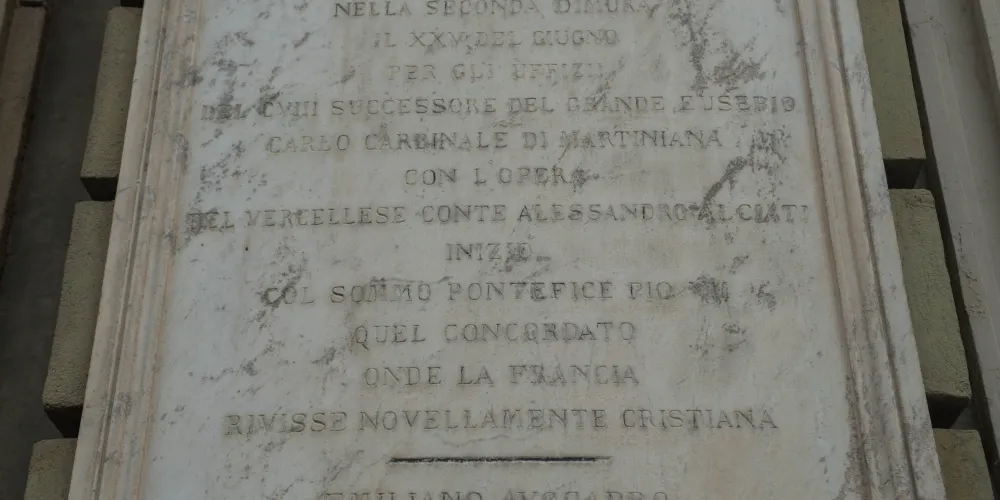 NELLA SECONDA DIMORA
IL XXV DEL GIUGNO
PER GLI UFFIZII
DEL CVIII SUCCESSORE DEL GRANDE EUSEBIO
CARLO CARDINALE DI MARTINIANA
CON L'OPERA
DEL VERCELLESE CONTE ALESSANDRO ALCIATI
INIZIO
COL SOMMO PONTEFICE PIO
QUEL CONCORDATO
ONDE LA FRANCIA
RIVISSE NOVELLAMENTE CRISTIANA
EMILIANO AVOGADRO